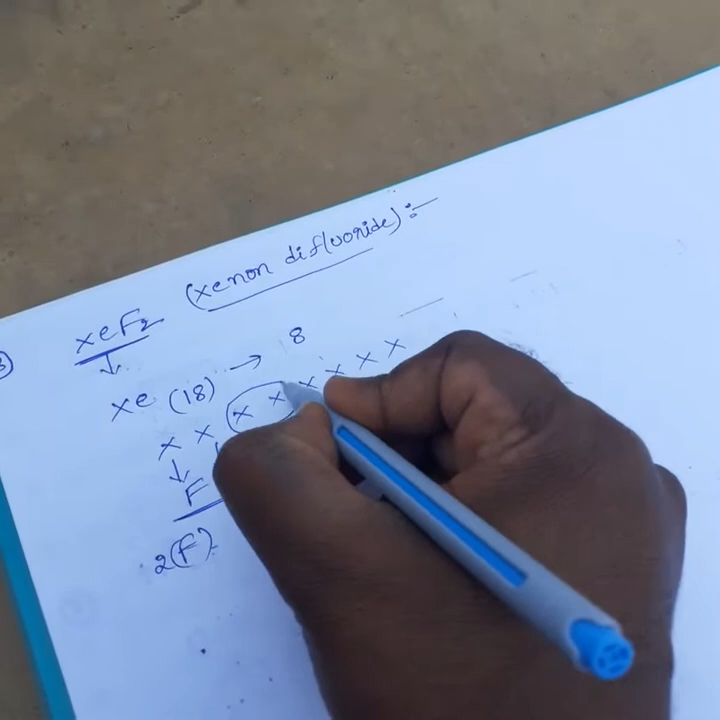 3)
xeF2 (xenon difluoride):-
↓
xe (18) → 8
x x x x x x x x
↓
F
2(F)